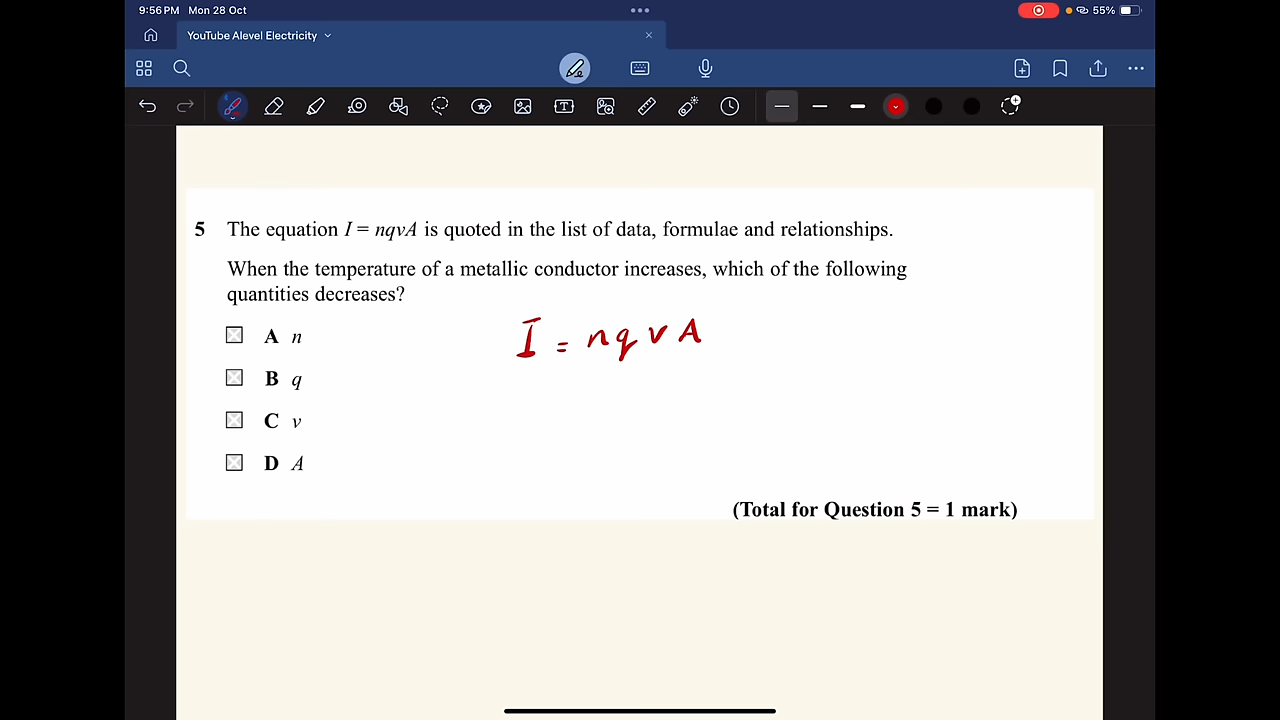 9:56 PM Mon 28 Oct
55%
YouTube Alevel Electricity
5 The equation I = nqvA is quoted in the list of data, formulae and relationships.
When the temperature of a metallic conductor increases, which of the following
quantities decreases?
I = nqvA
A n
B q
C v
D A
(Total for Question 5 = 1 mark)